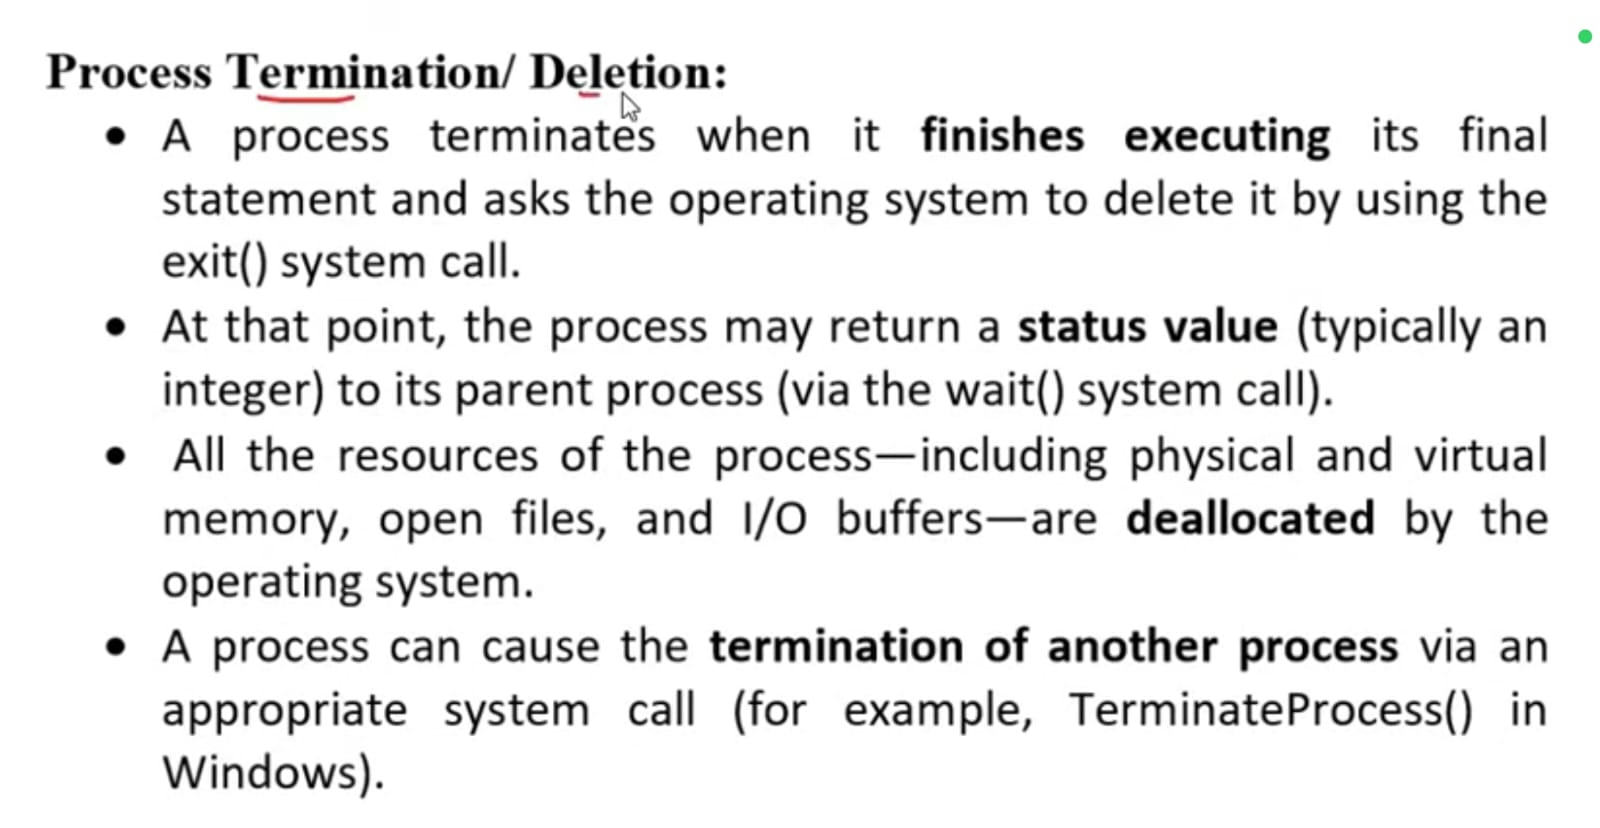 Process Termination/ Deletion:
• A process terminates when it finishes executing its final
statement and asks the operating system to delete it by using the
exit() system call.
• At that point, the process may return a status value (typically an
integer) to its parent process (via the wait() system call).
• All the resources of the process—including physical and virtual
memory, open files, and I/O buffers—are deallocated by the
operating system.
• A process can cause the termination of another process via an
appropriate system call (for example, TerminateProcess() in
Windows).